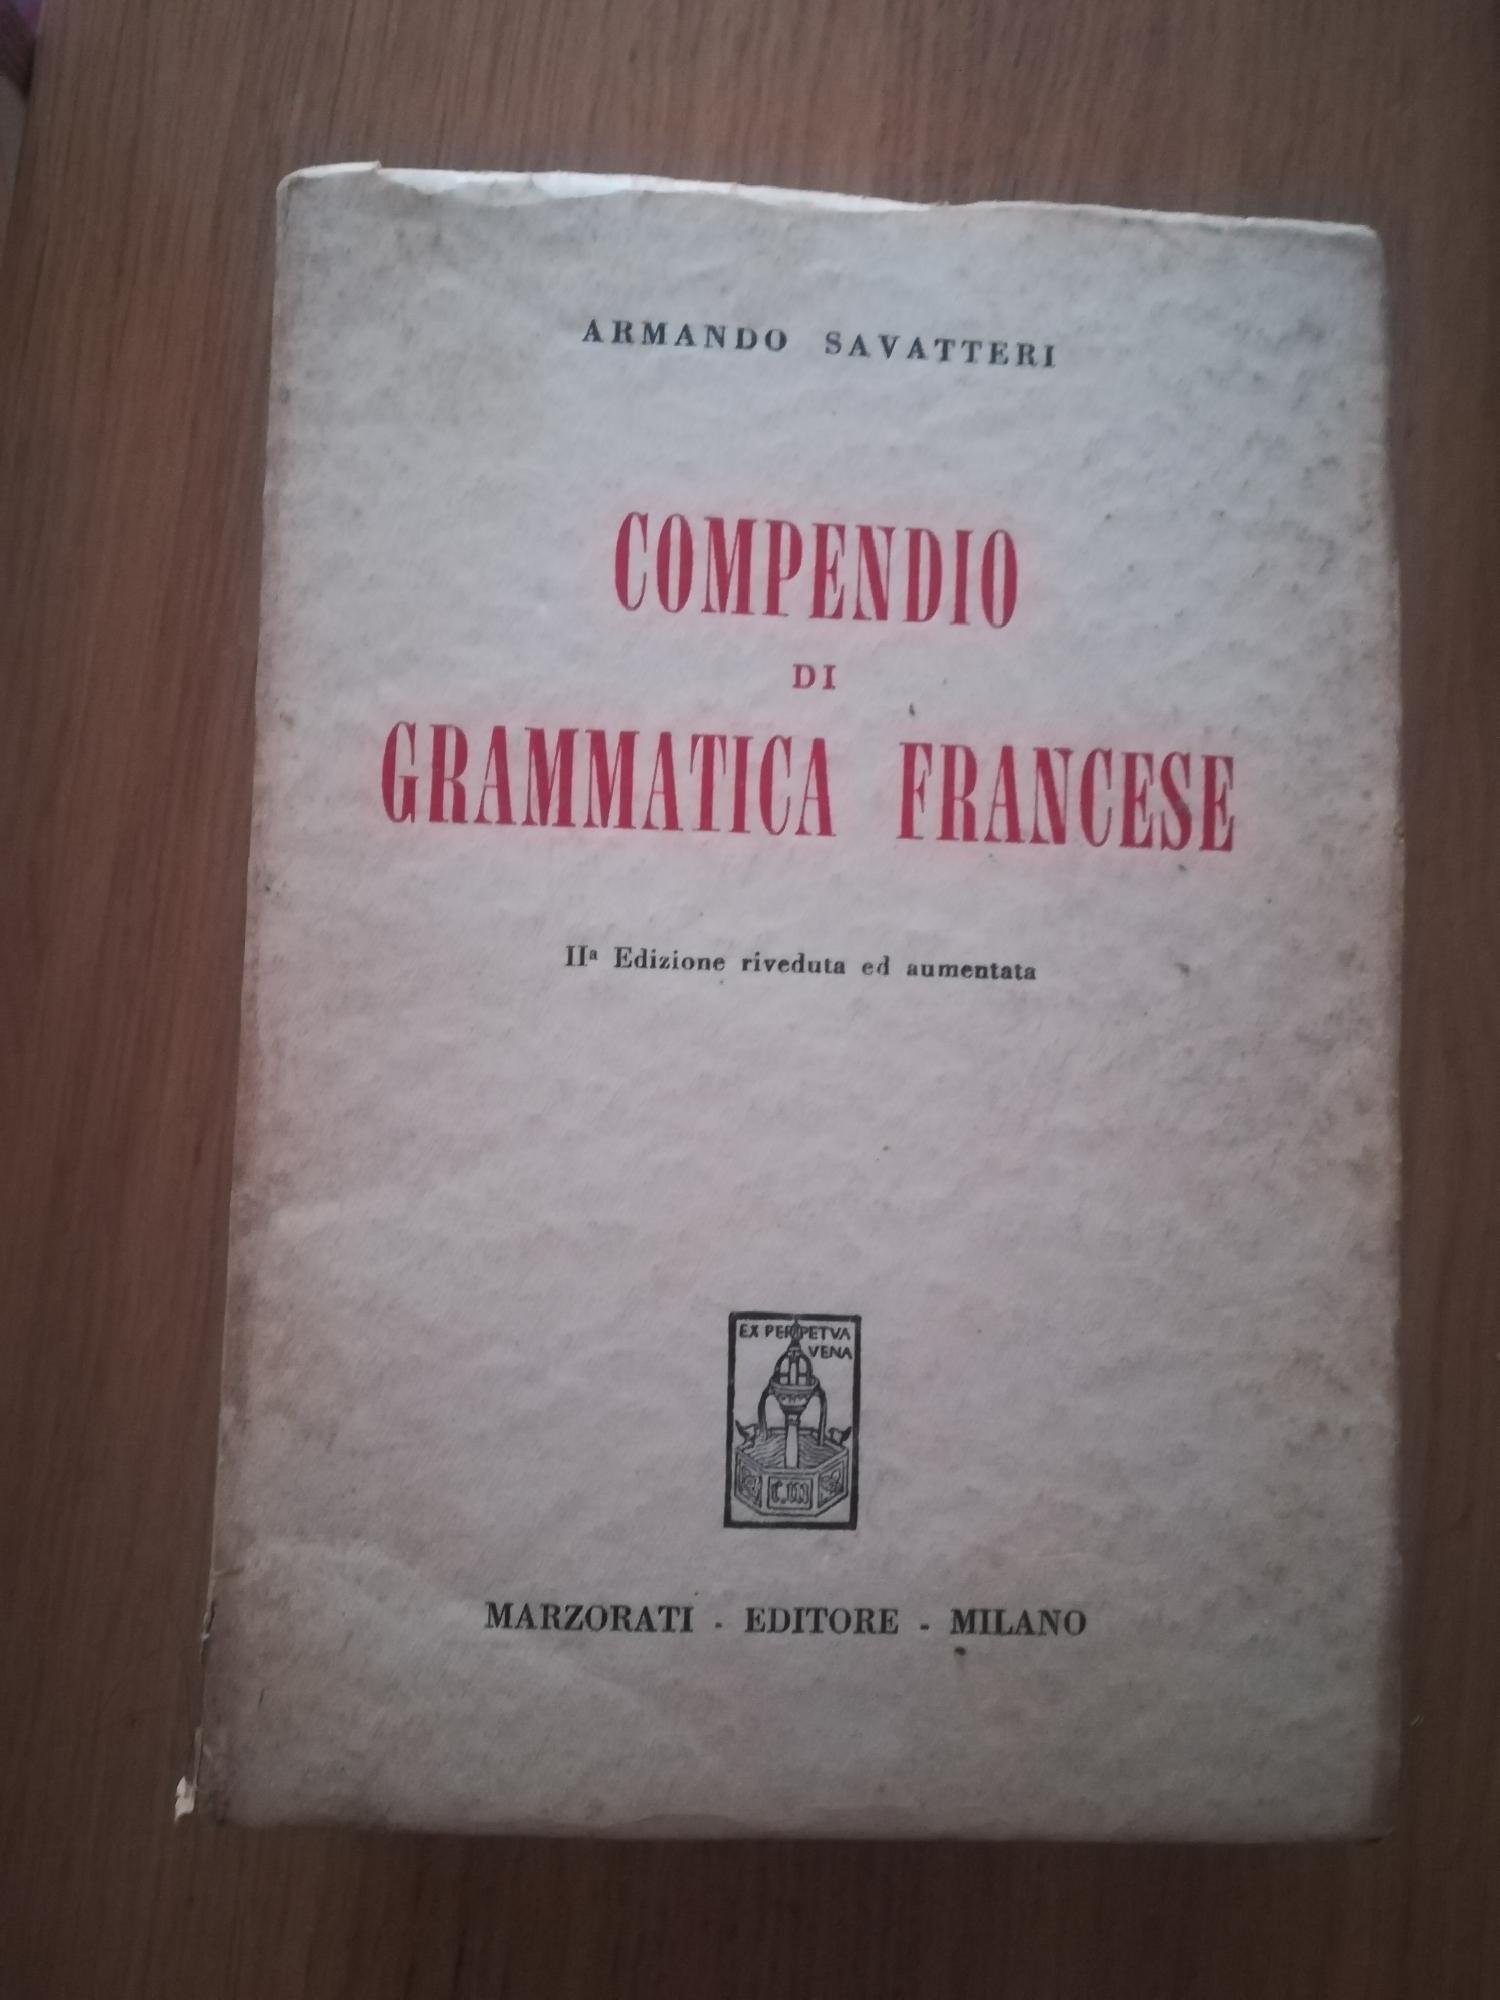 ARMANDO SAVATTERI
COMPENDIO
DI
GRAMMATICA FRANCESE
IIª Edizione riveduta ed aumentata
EX PERPETVA
VENA
C.M
MARZORATI - EDITORE - MILANO